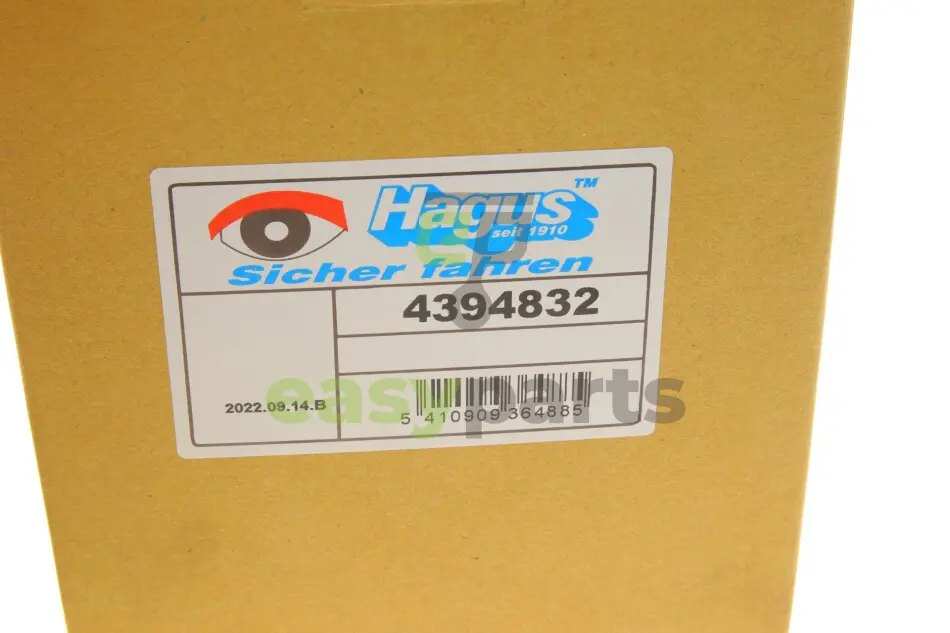 Hagus™
seit 1910
Sicher fahren
4394832
2022.09.14.B
5 410909 364885
easyparts